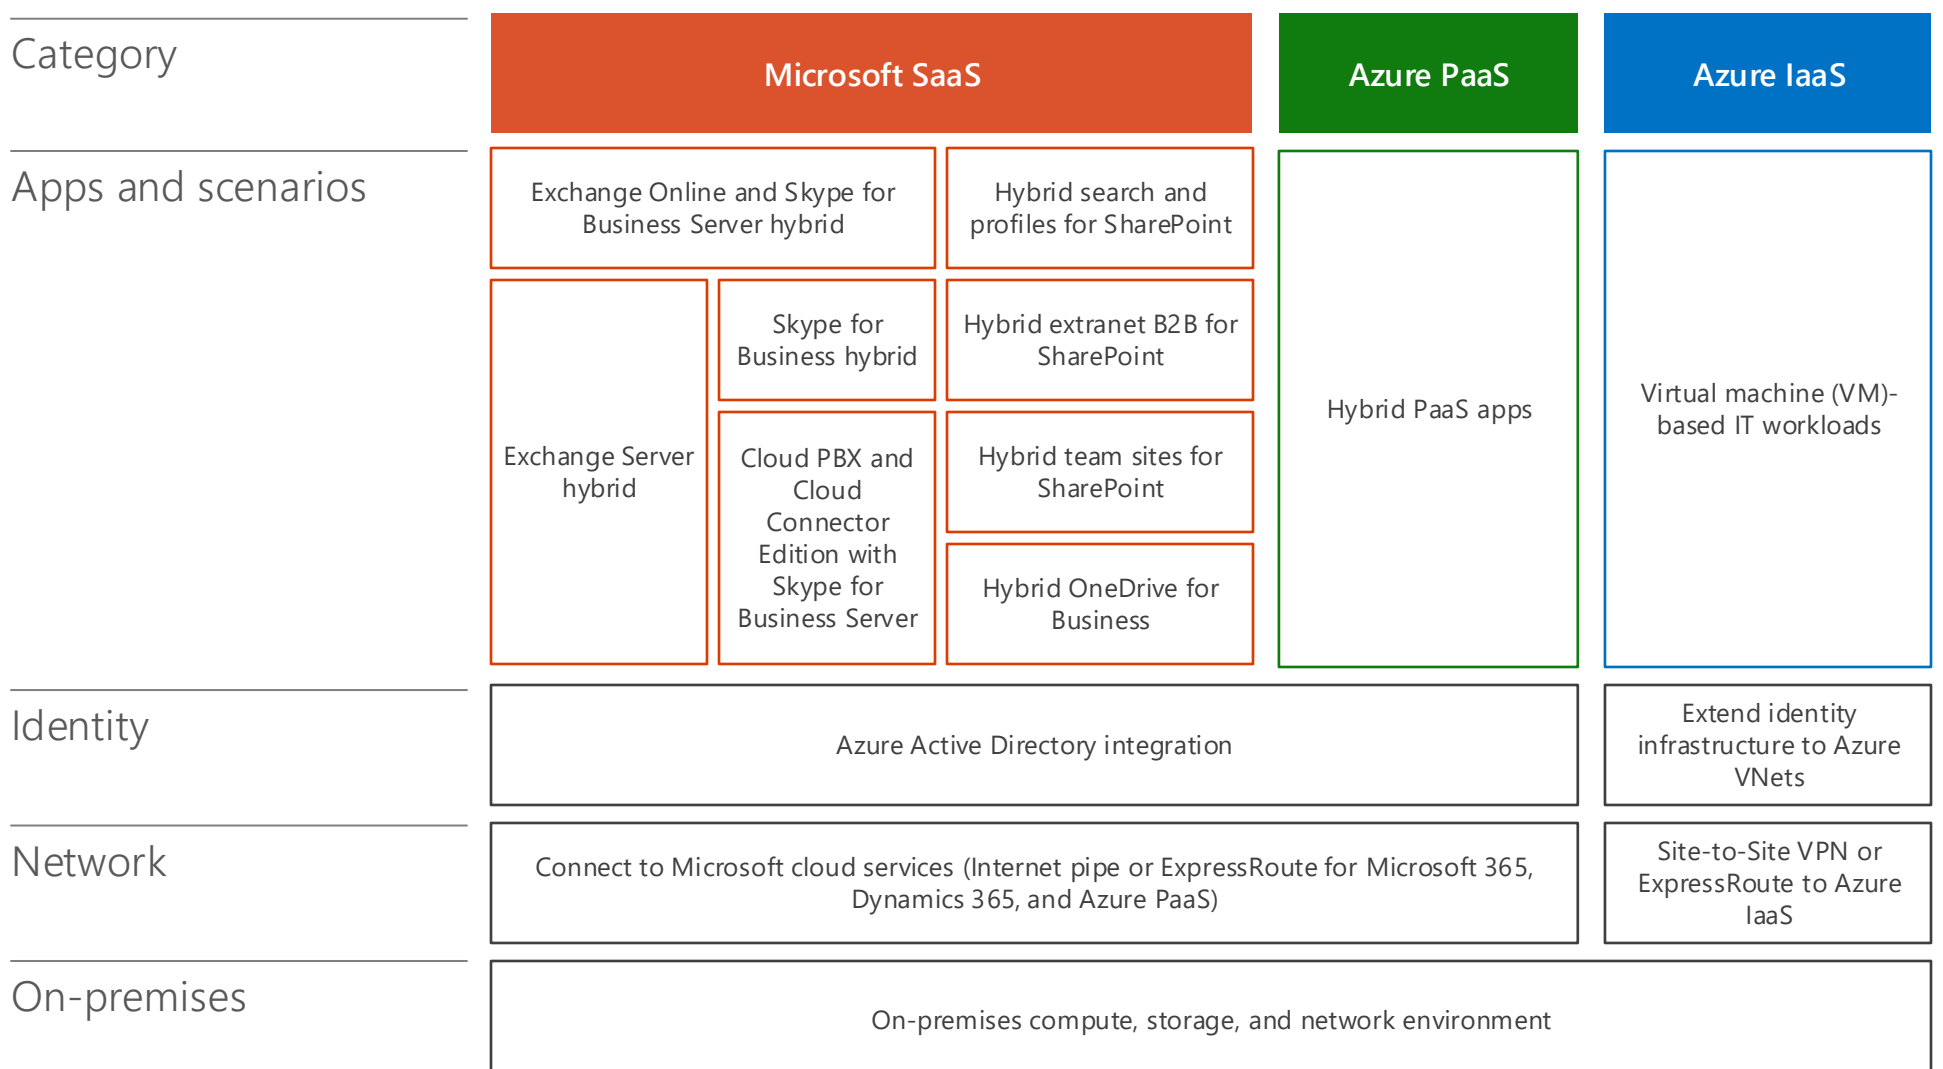 Category
Microsoft SaaS
Azure PaaS
Azure IaaS
Apps and scenarios
Exchange Online and Skype for
Business Server hybrid
Hybrid search and
profiles for SharePoint
Exchange Server
hybrid
Skype for
Business hybrid
Hybrid extranet B2B for
SharePoint
Cloud PBX and
Cloud
Connector
Edition with
Skype for
Business Server
Hybrid team sites for
SharePoint
Hybrid OneDrive for
Business
Hybrid PaaS apps
Virtual machine (VM)-
based IT workloads
Identity
Azure Active Directory integration
Extend identity
infrastructure to Azure
VNets
Network
Connect to Microsoft cloud services (Internet pipe or ExpressRoute for Microsoft 365,
Dynamics 365, and Azure PaaS)
Site-to-Site VPN or
ExpressRoute to Azure
IaaS
On-premises
On-premises compute, storage, and network environment